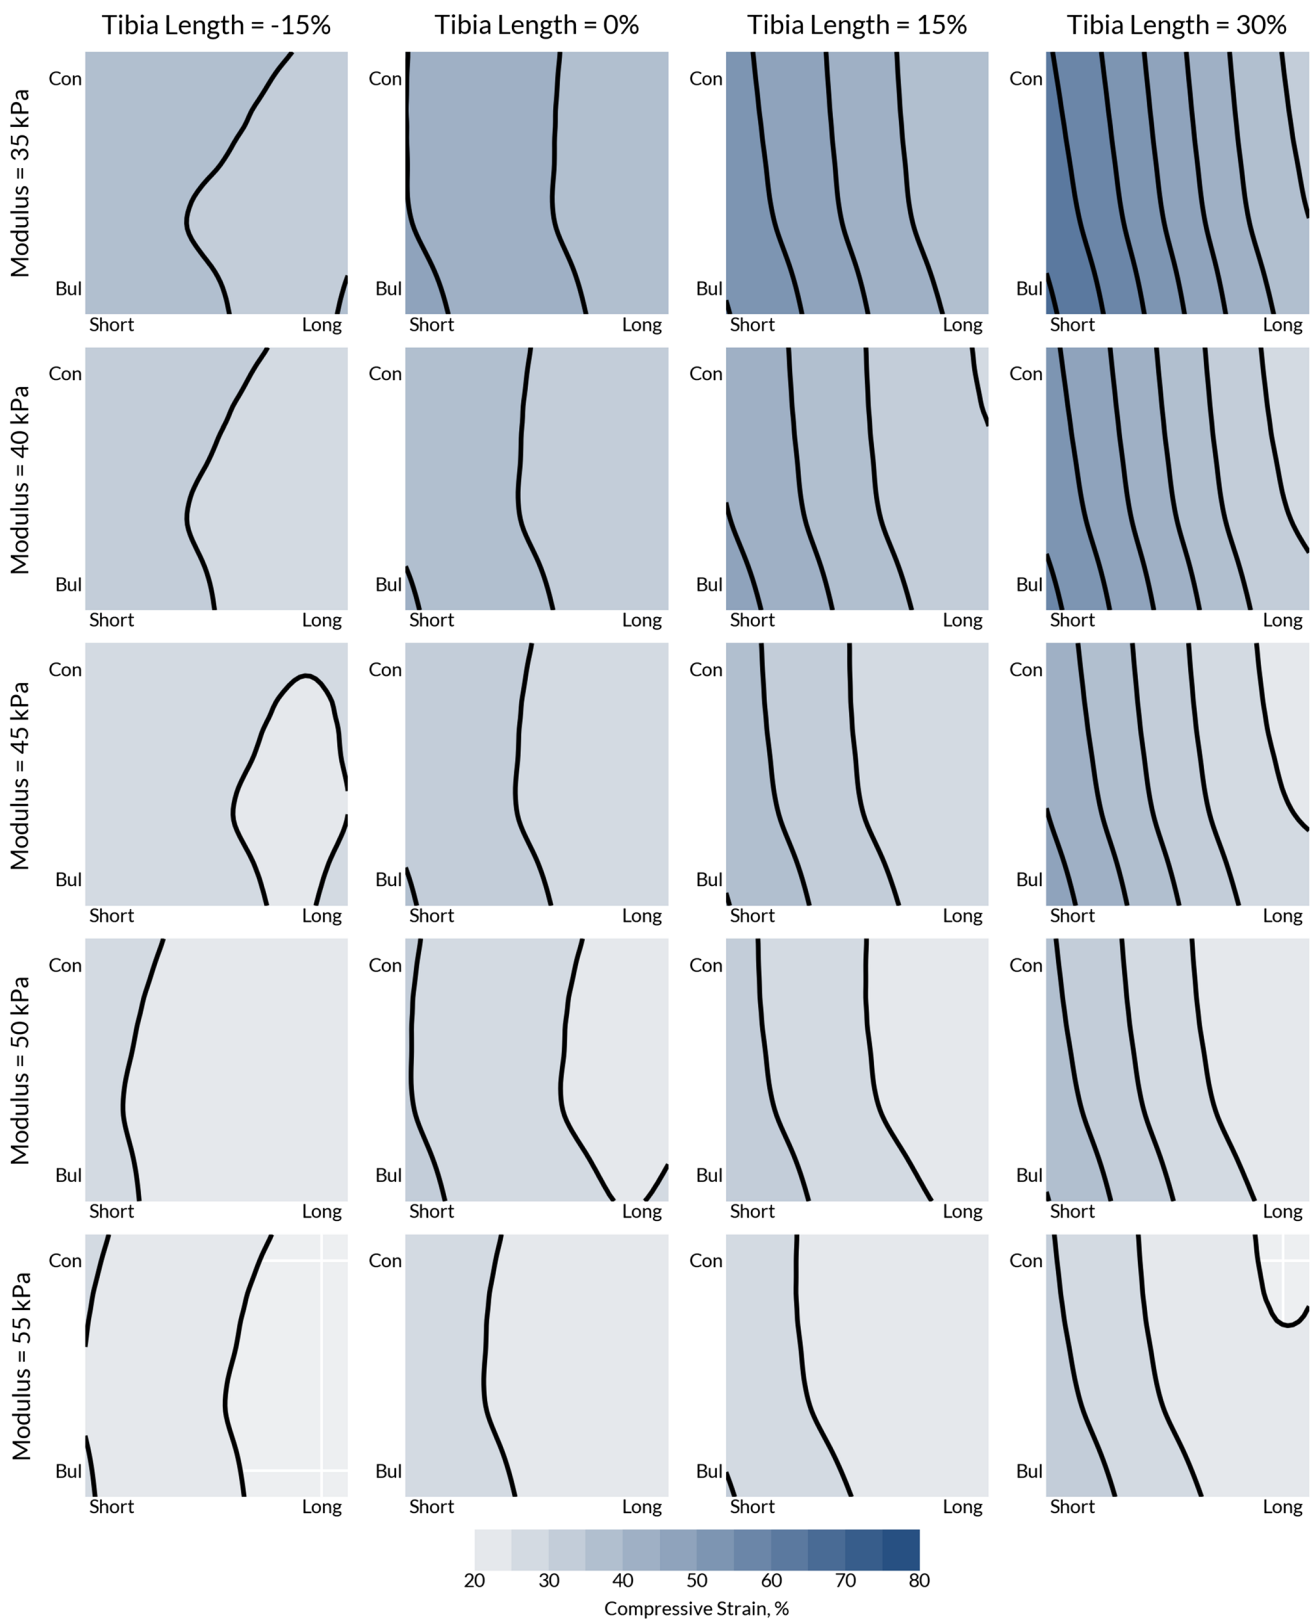 Tibia Length = -15% Tibia Length = 0% Tibia Length = 15% Tibia Length = 30%
Modulus = 35 kPa
Con Con Con Con
Bul Bul Bul Bul
Short Long Short Long Short Long Short Long
Modulus = 40 kPa
Con Con Con Con
Bul Bul Bul Bul
Short Long Short Long Short Long Short Long
Modulus = 45 kPa
Con Con Con Con
Bul Bul Bul Bul
Short Long Short Long Short Long Short Long
Modulus = 50 kPa
Con Con Con Con
Bul Bul Bul Bul
Short Long Short Long Short Long Short Long
Modulus = 55 kPa
Con Con Con Con
Bul Bul Bul Bul
Short Long Short Long Short Long Short Long
20 30 40 50 60 70 80
Compressive Strain, %